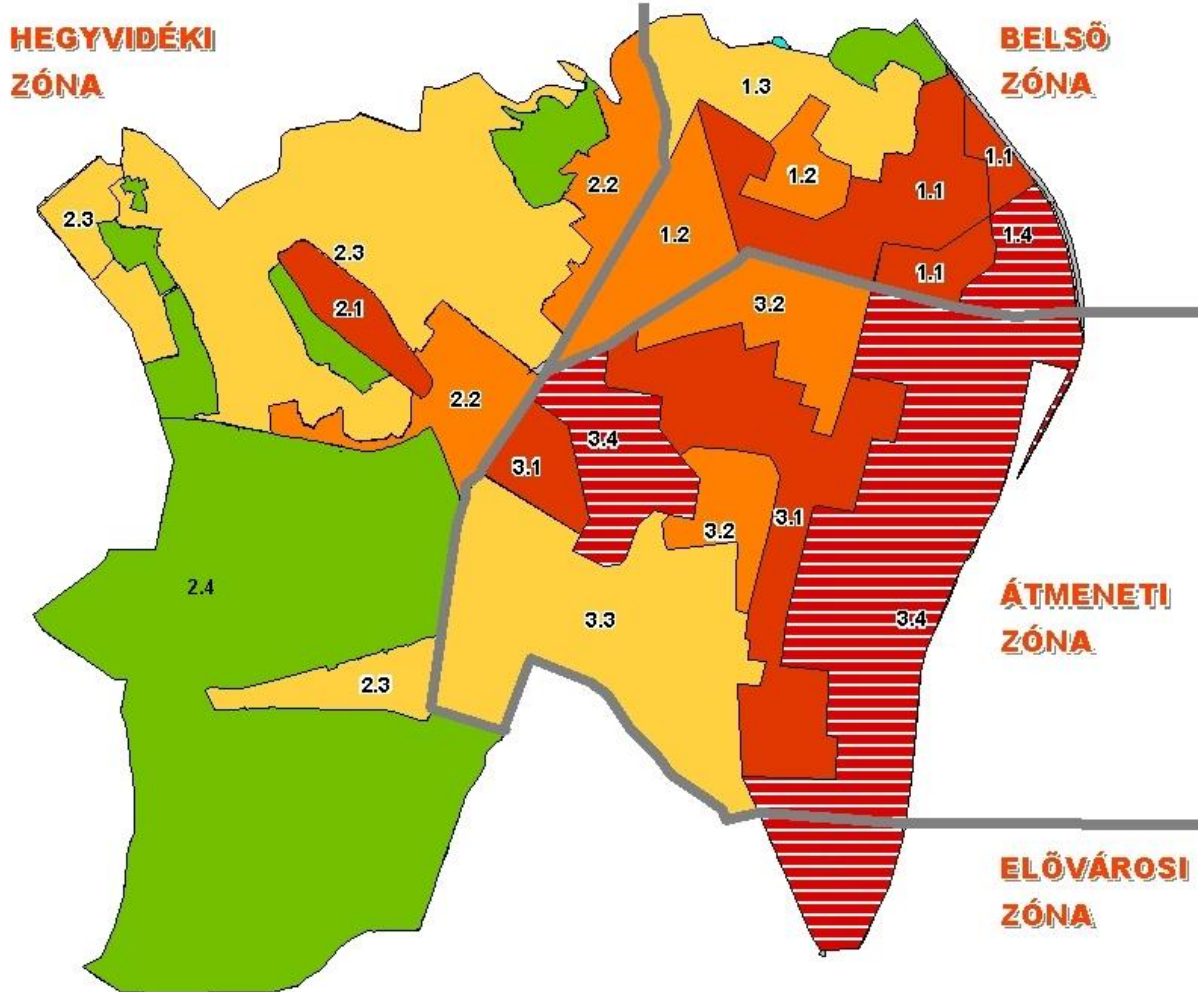 HEGYVIDÉKI
ZÓNA
BELSÕ
ZÓNA
1.3
1.1
1.2
2.2
1.1
2.3
1.2
1.4
2.3
1.1
3.2
2.1
2.2
3.4
3.1
3.1
3.2
2.4
ÁTMENETI
ZÓNA
3.3
3.4
2.3
ELÕVÁROSI
ZÓNA